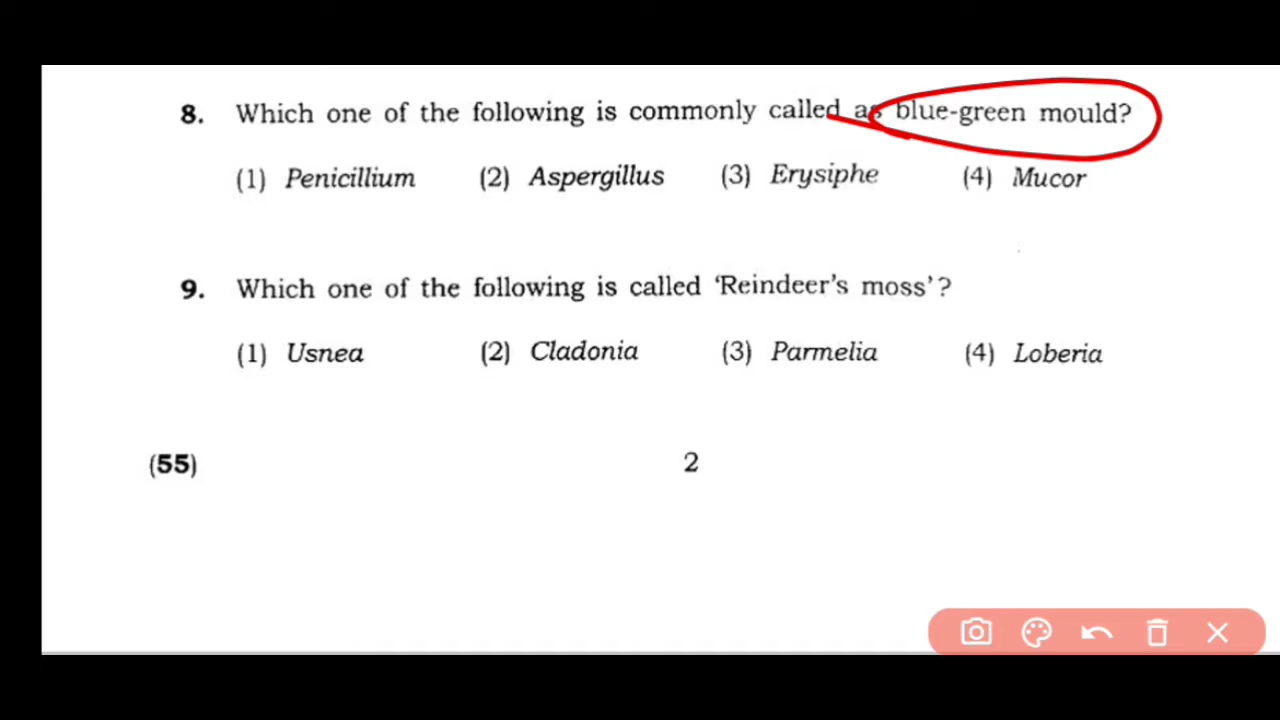 8. Which one of the following is commonly called as blue-green mould?
(1) Penicillium (2) Aspergillus (3) Erysiphe (4) Mucor
9. Which one of the following is called ‘Reindeer’s moss’?
(1) Usnea (2) Cladonia (3) Parmelia (4) Loberia
(55) 2